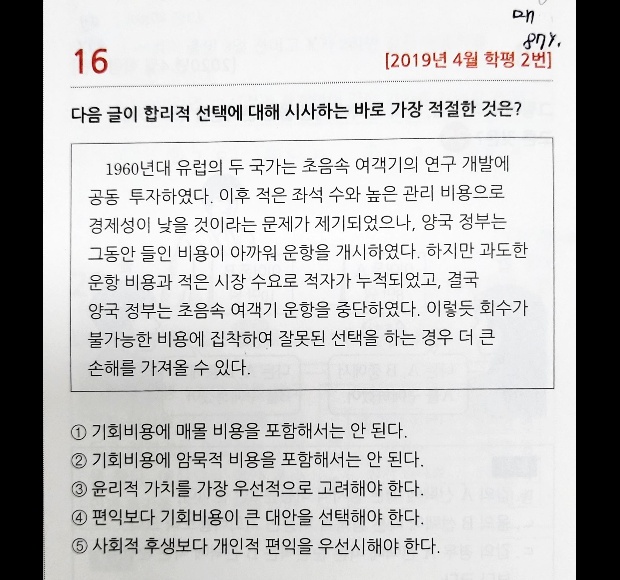 매
8개.
16
[2019년 4월 학평 2번]
다음 글이 합리적 선택에 대해 시사하는 바로 가장 적절한 것은?
1960년대 유럽의 두 국가는 초음속 여객기의 연구 개발에
공동 투자하였다. 이후 적은 좌석 수와 높은 관리 비용으로
경제성이 낮을 것이라는 문제가 제기되었으나, 양국 정부는
그동안 들인 비용이 아까워 운항을 개시하였다. 하지만 과도한
운항 비용과 적은 시장 수요로 적자가 누적되었고, 결국
양국 정부는 초음속 여객기 운항을 중단하였다. 이렇듯 회수가
불가능한 비용에 집착하여 잘못된 선택을 하는 경우 더 큰
손해를 가져올 수 있다.
① 기회비용에 매몰 비용을 포함해서는 안 된다.
② 기회비용에 암묵적 비용을 포함해서는 안 된다.
③ 윤리적 가치를 가장 우선적으로 고려해야 한다.
④ 편익보다 기회비용이 큰 대안을 선택해야 한다.
⑤ 사회적 후생보다 개인적 편익을 우선시해야 한다.